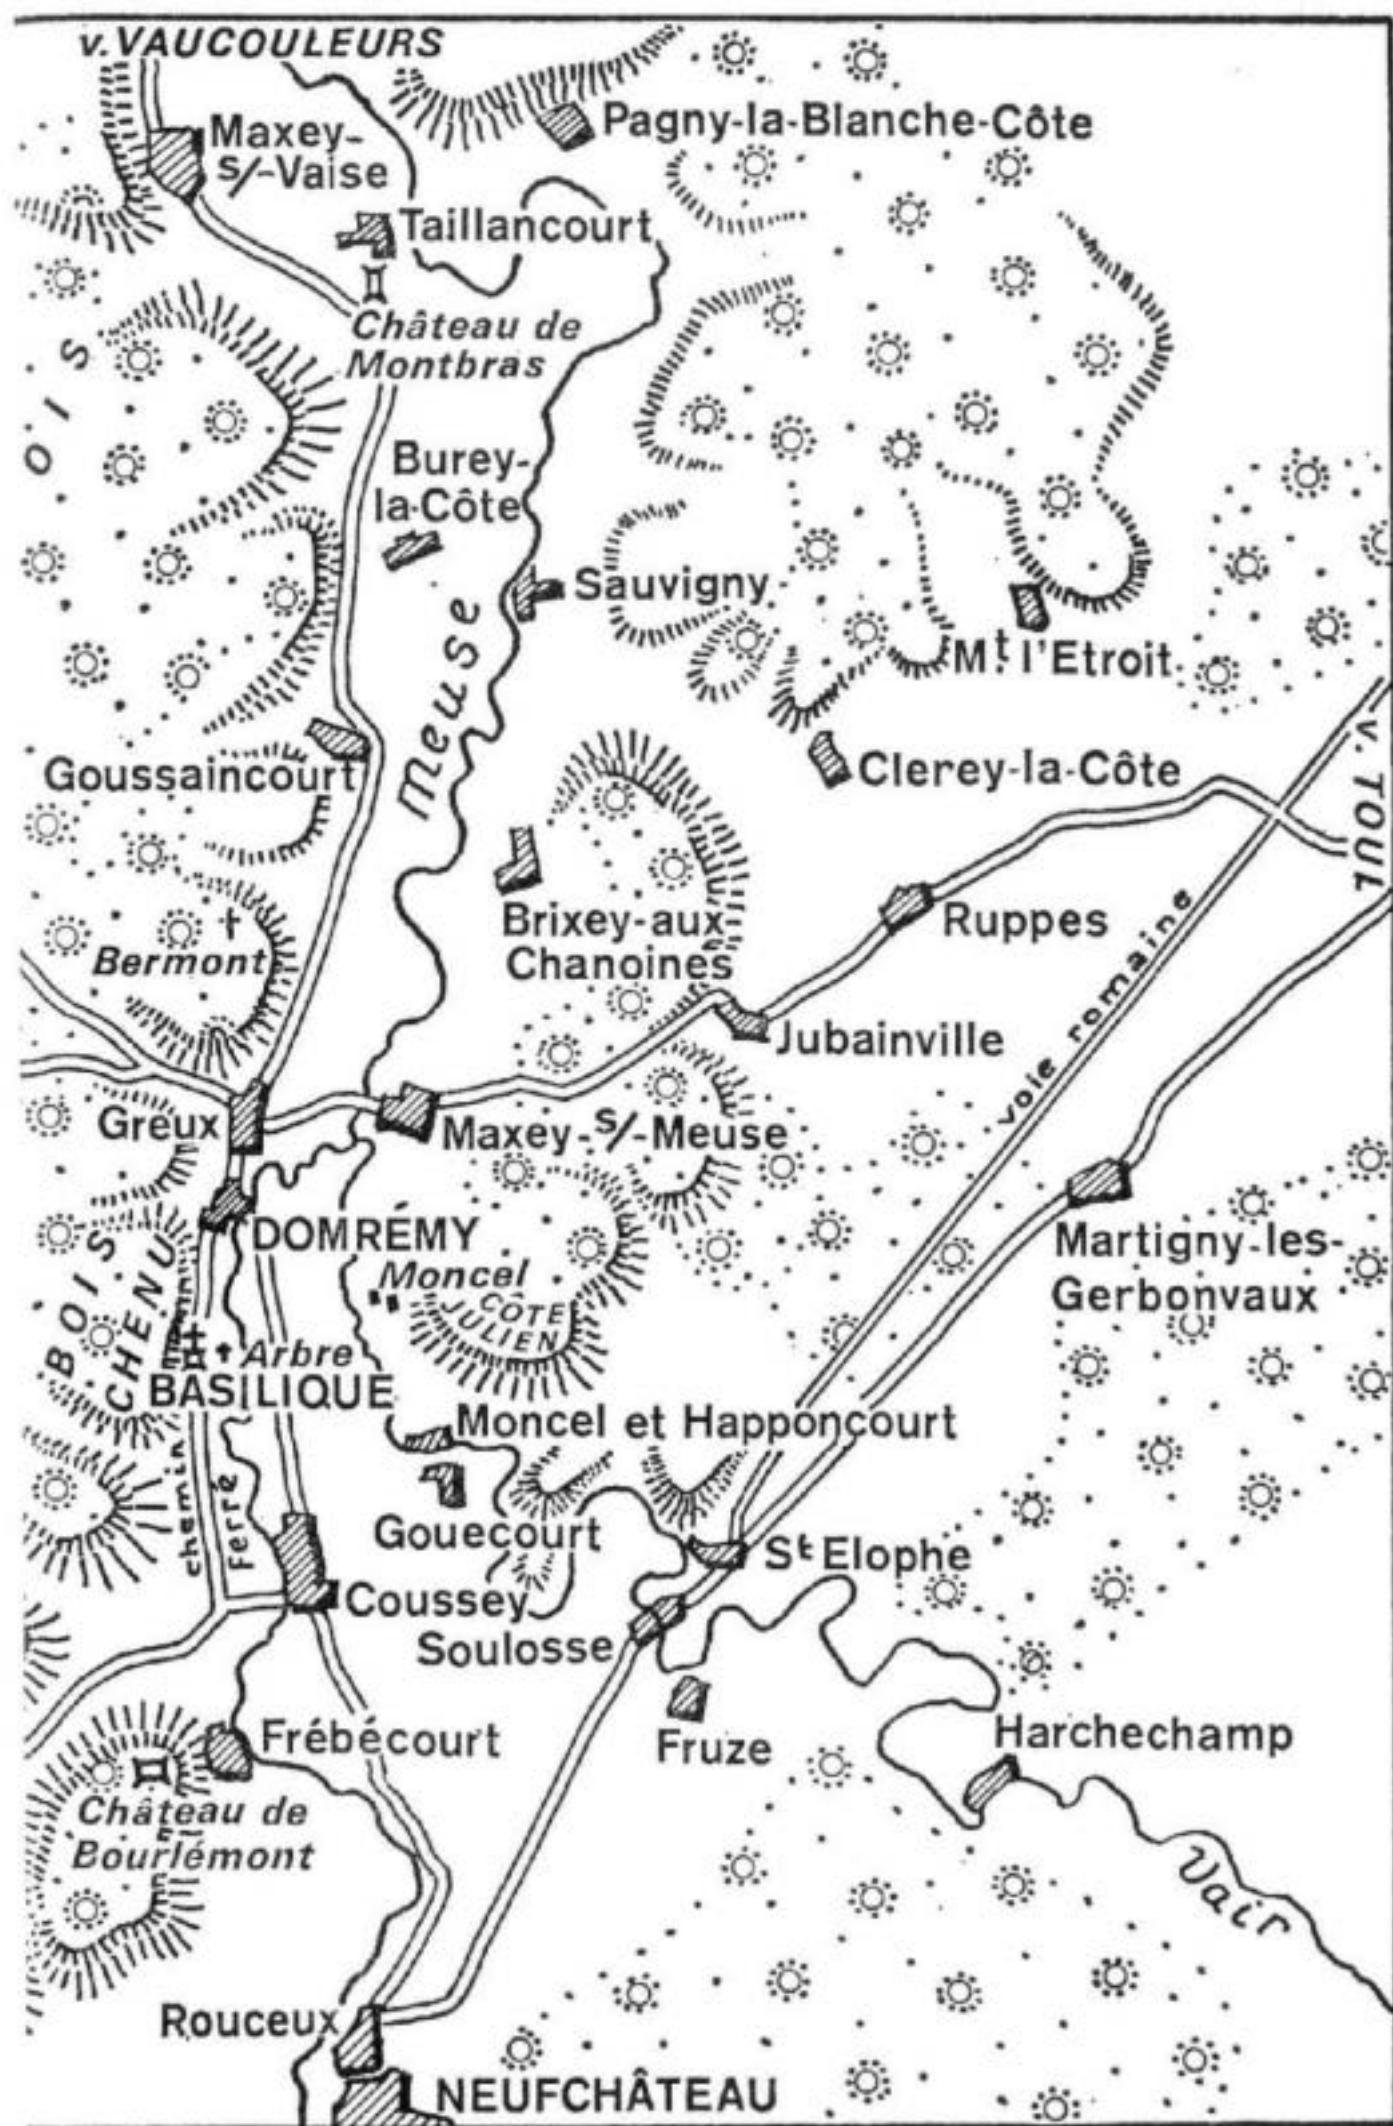 v. VAUCOULEURS
Maxey-
s/-Vaise
Pagny-la-Blanche-Côte
Taillancourt
Château de
Montbras
OIS
Burey-
la-Côte
Sauvigny
Meuse
Mt l'Etroit
Goussaincourt
Clerey-la-Côte
v. TOUL
Brixey-aux
Chanoines
Ruppes
Bermont
voie romaine
Jubainville
Greux
Maxey-s/-Meuse
DOMRÉMY
Martigny-les-
Gerbonvaux
Moncel
CÔTE
JULIEN
BOIS
CHENU
Arbre
BASILIQUE
Moncel et Happoncourt
chemin
Ferré
Gouecourt
St Elophe
Coussey
Soulosse
Frébécourt
Fruze
Harchechamp
Château de
Bourlémont
Vair
Rouceux
NEUFCHÂTEAU